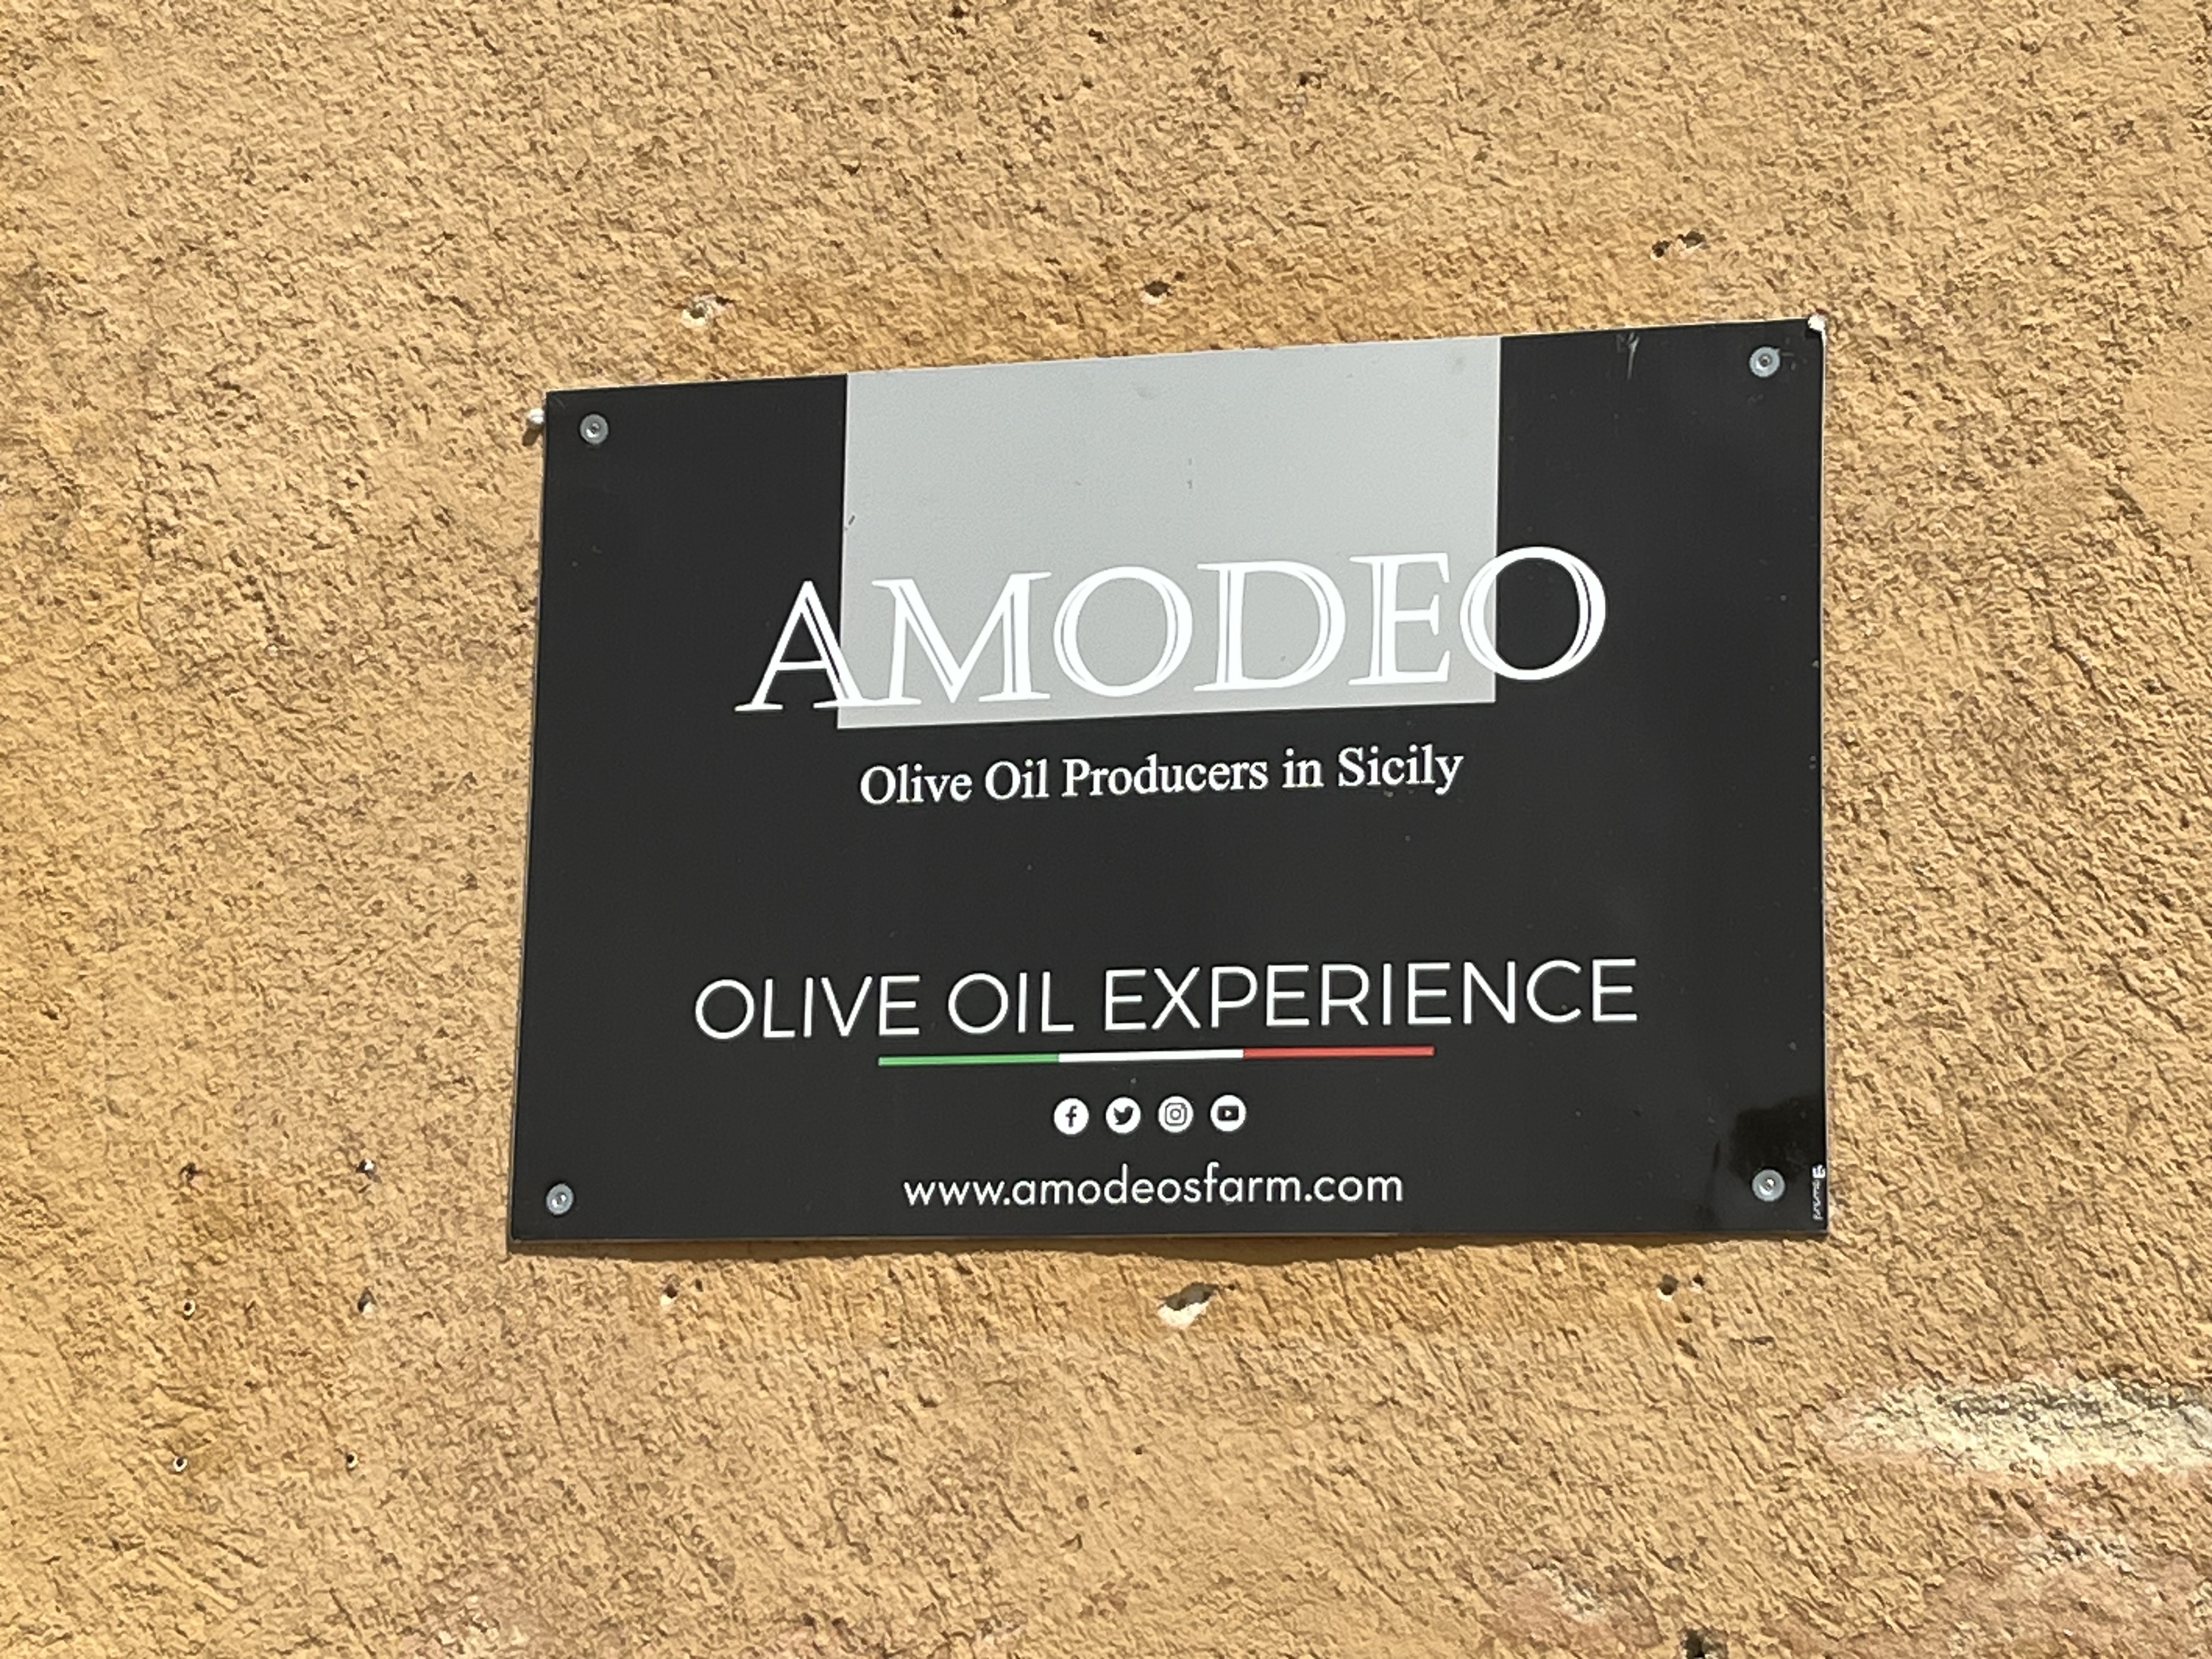 AMODEO
Olive Oil Producers in Sicily
OLIVE OIL EXPERIENCE
www.amodeosfarm.com